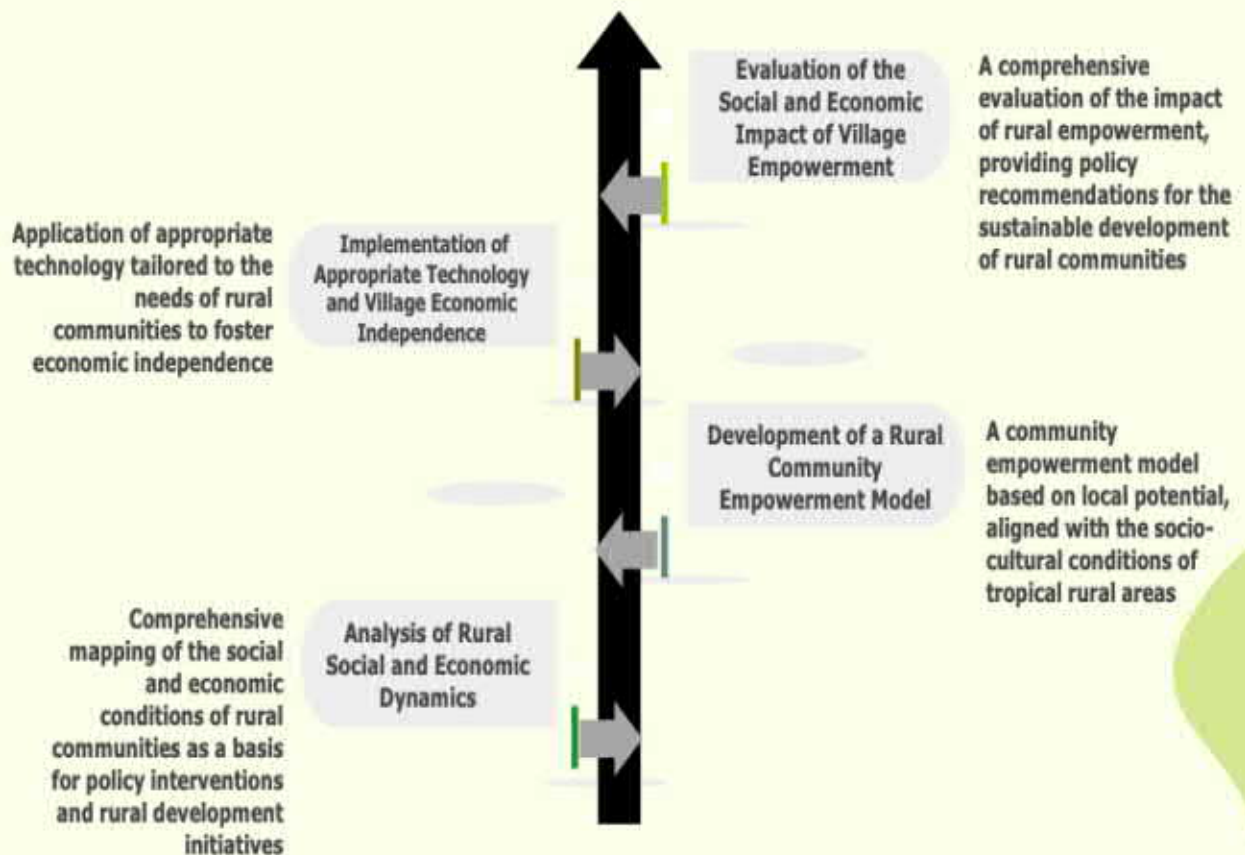 Evaluation of the
Social and Economic
Impact of Village
Empowerment
A comprehensive
evaluation of the impact
of rural empowerment,
providing policy
recommendations for the
sustainable development
of rural communities
Application of appropriate
technology tailored to the
needs of rural
communities to foster
economic independence
Implementation of
Appropriate Technology
and Village Economic
Independence
Development of a Rural
Community
Empowerment Model
A community
empowerment model
based on local potential,
aligned with the socio-
cultural conditions of
tropical rural areas
Comprehensive
mapping of the social
and economic
conditions of rural
communities as a basis
for policy interventions
and rural development
initiatives
Analysis of Rural
Social and Economic
Dynamics